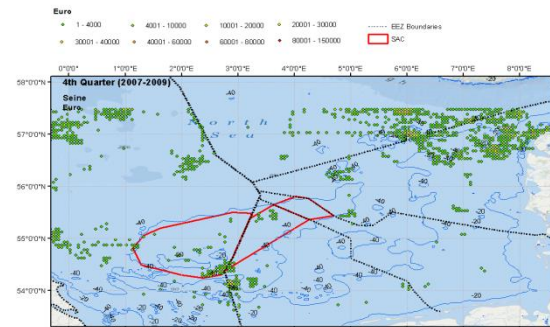 Euro
1 - 4000
4001 - 10000
10001 - 20000
20001 - 30000
EEZ Boundaries
30001 - 40000
40001 - 60000
60001 - 80000
80001 - 150000
SAC
0°0'0"
1°0'0"E
2°0'0"E
3°0'0"E
4°0'0"E
5°0'0"E
6°0'0"E
7°0'0"E
8°0'0"E
58°0'0"N
4th Quarter (2007-2009)
Seine
Euro
North
Sea
57°0'0"N
56°0'0"N
55°0'0"N
54°0'0"N